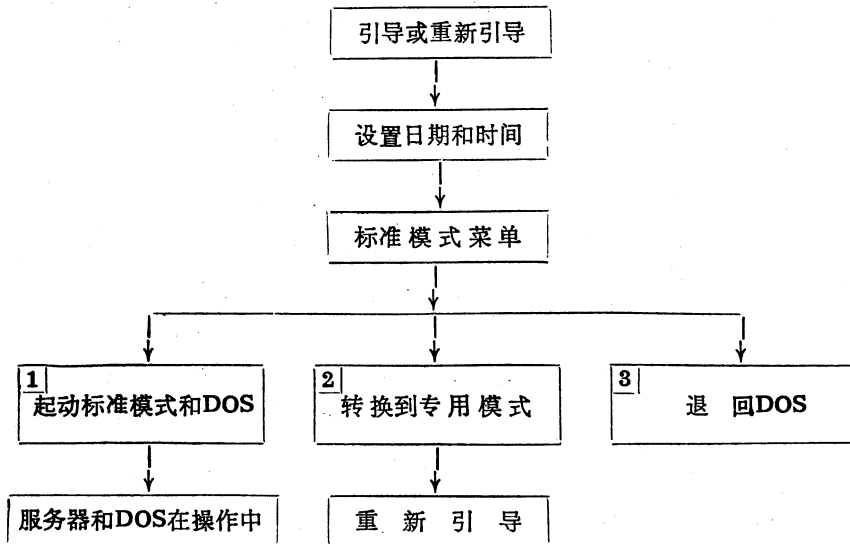 引导或重新引导
设置日期和时间
标准模式菜单
1
起动标准模式和DOS
2
转换到专用模式
3
退 回DOS
服务器和DOS在操作中
重 新 引 导